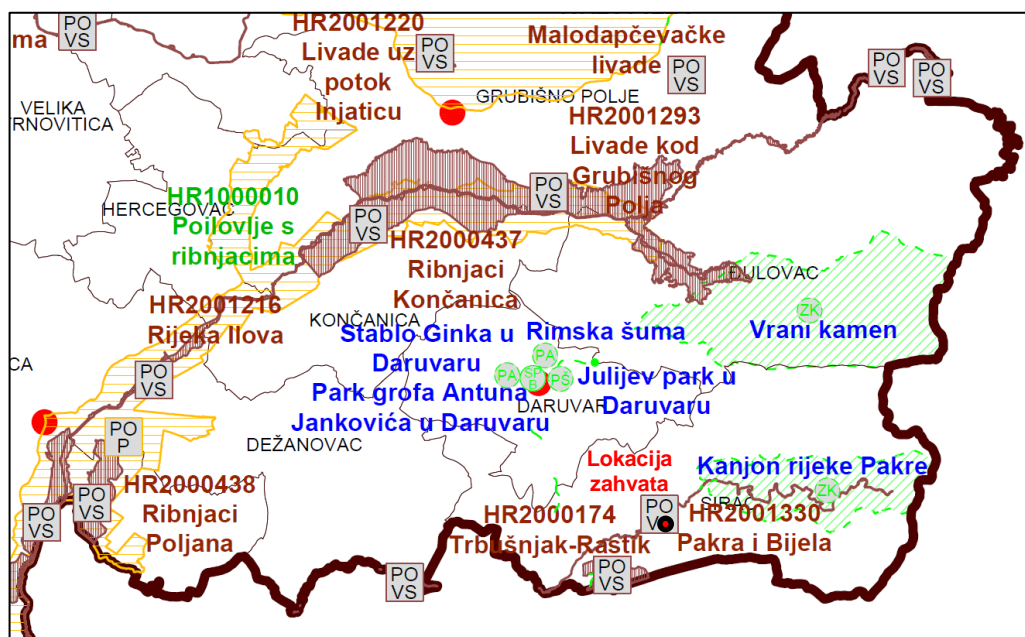 ma
PO
VS
HR2001220
Livade uz
potok
Injaticu
PO
VS
Malodapčevačke
livade
PO
VS
PO
VS
PO
VS
VELIKA
TRNOVITICA
GRUBIŠNO POLJE
HR2001293
Livade kod
Grubišnog
Polja
HERCEGOVAC
HR1000010
Poilovlje s
ribnjacima
PO
VS
PO
VS
HR2000437
Ribnjaci
Končanica
ĐULOVAC
ZK
Vrani kamen
HR2001216
Rijeka Ilova
KONČANICA
Stablo Ginka u
Daruvaru
Rimska šuma
PA
PA
SP
B
PŠ
Park grofa Antuna
Jankovića u Daruvaru
Julijev park u
Daruvaru
DARUVAR
CA
PO
VS
PO
P
DEŽANOVAC
Lokacija
zahvata
Kanjon rijeke Pakre
ZK
SIRAČ
HR2000438
Ribnjaci
Poljana
PO
VS
PO
VS
HR2000174
Trbušnjak-Rastik
PO
V
HR2001330
Pakra i Bijela
PO
VS
PO
VS